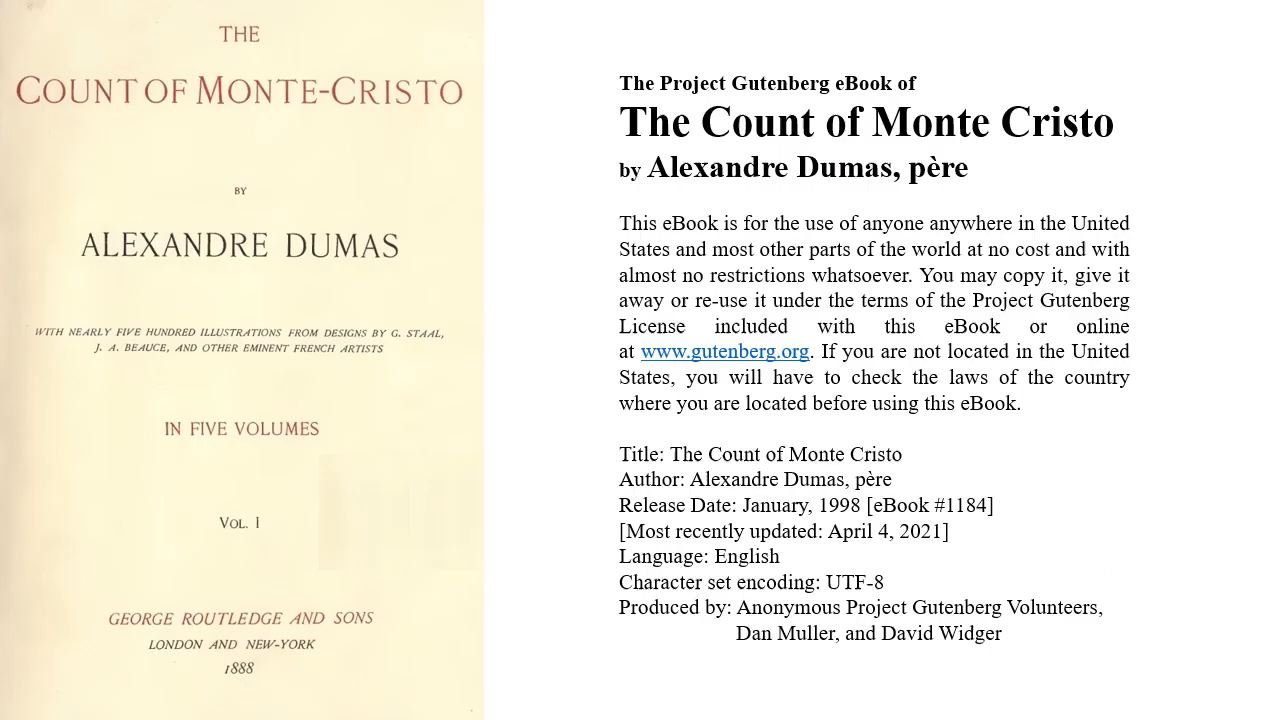 THE
COUNT OF MONTE-CRISTO
BY
ALEXANDRE DUMAS
WITH NEARLY FIVE HUNDRED ILLUSTRATIONS FROM DESIGNS BY G. STAAL,
J. A. BEAUCE, AND OTHER EMINENT FRENCH ARTISTS
IN FIVE VOLUMES
VOL. I
GEORGE ROUTLEDGE AND SONS
LONDON AND NEW-YORK
1888
The Project Gutenberg eBook of
The Count of Monte Cristo
by Alexandre Dumas, père
This eBook is for the use of anyone anywhere in the United
States and most other parts of the world at no cost and with
almost no restrictions whatsoever. You may copy it, give it
away or re-use it under the terms of the Project Gutenberg
License included with this eBook or online
at www.gutenberg.org. If you are not located in the United
States, you will have to check the laws of the country
where you are located before using this eBook.
Title: The Count of Monte Cristo
Author: Alexandre Dumas, père
Release Date: January, 1998 [eBook #1184]
[Most recently updated: April 4, 2021]
Language: English
Character set encoding: UTF-8
Produced by: Anonymous Project Gutenberg Volunteers,
Dan Muller, and David Widger